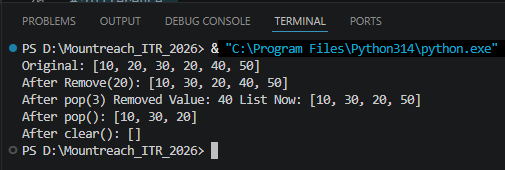 PROBLEMS OUTPUT DEBUG CONSOLE TERMINAL PORTS
PS D:\Mountreach_ITR_2026> & "C:\Program Files\Python314\python.exe"
Original: [10, 20, 30, 20, 40, 50]
After Remove(20): [10, 30, 20, 40, 50]
After pop(3) Removed Value: 40 List Now: [10, 30, 20, 50]
After pop(): [10, 30, 20]
After clear(): []
PS D:\Mountreach_ITR_2026>